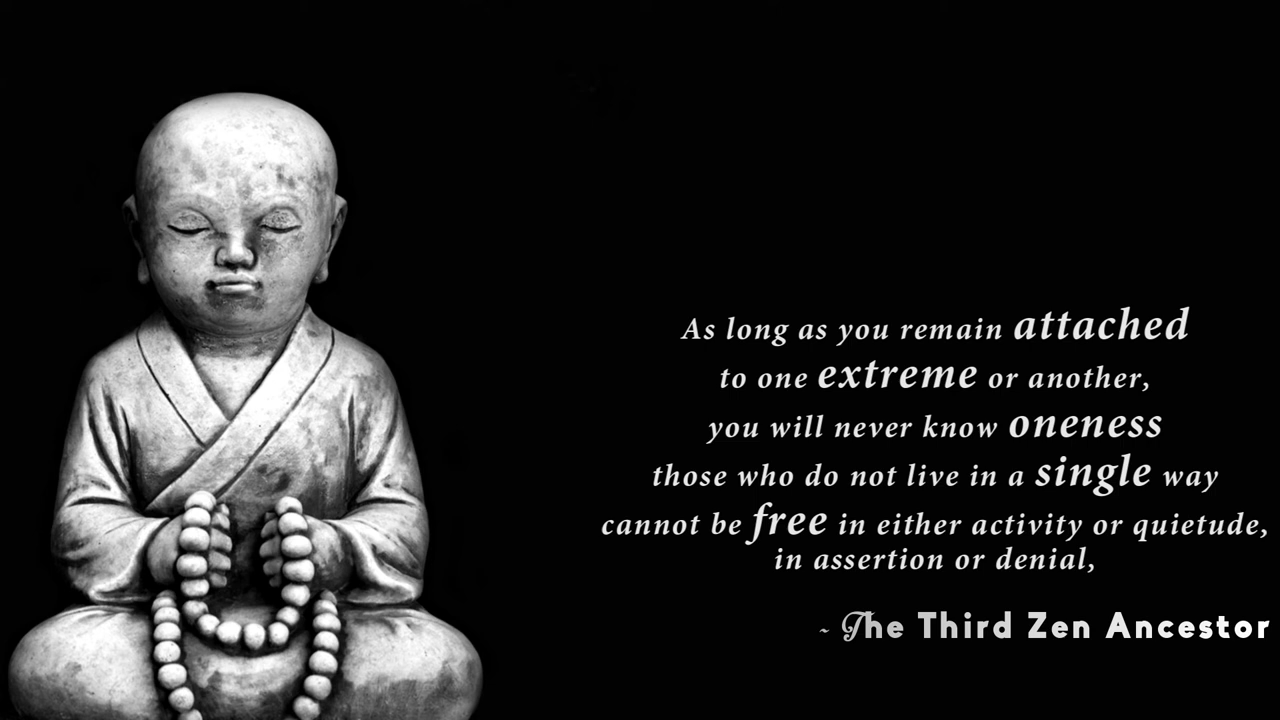 As long as you remain attached
to one extreme or another,
you will never know oneness
those who do not live in a single way
cannot be free in either activity or quietude,
in assertion or denial,
~ The Third Zen Ancestor